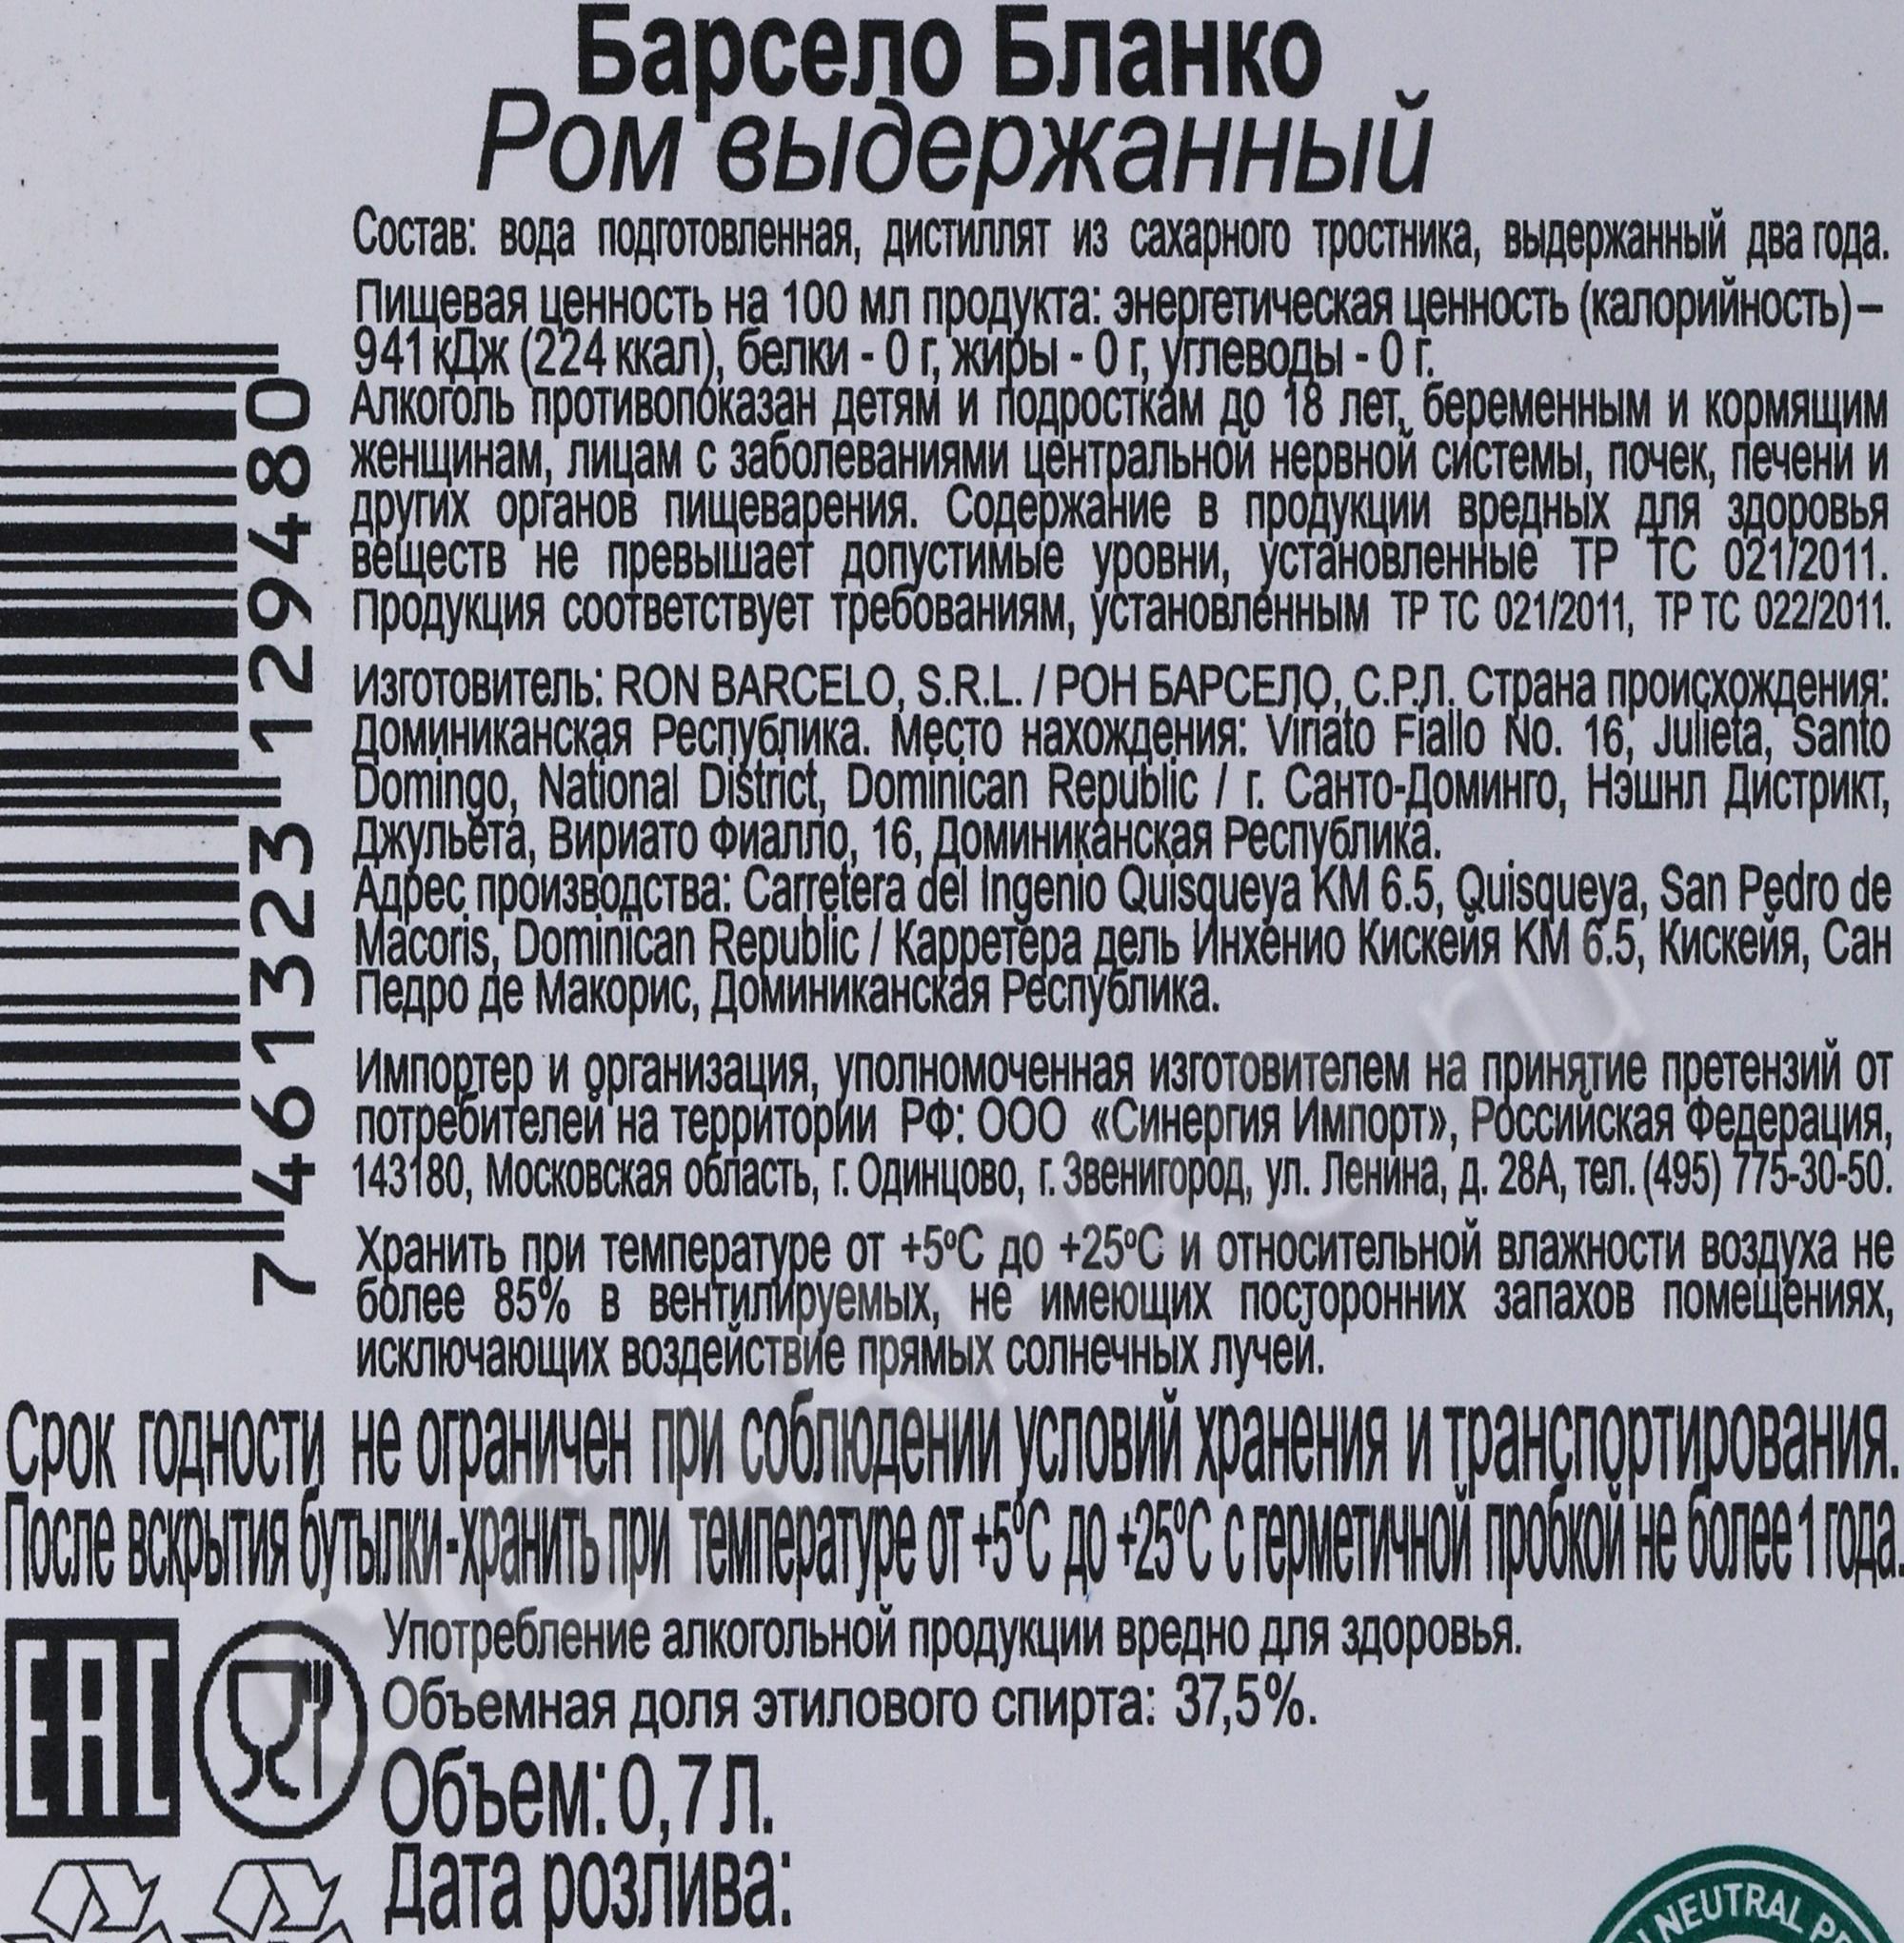 Барсело Бланко
Ром выдержанный
Состав: вода подготовленная, дистиллят из сахарного тростника, выдержанный два года.
Пищевая ценность на 100 мл продукта: энергетическая ценность (калорийность) –
941 кДж (224 ккал), белки - 0 г, жиры - 0 г, углеводы - 0 г.
Алкоголь противопоказан детям и подросткам до 18 лет, беременным и кормящим
женщинам, лицам с заболеваниями центральной нервной системы, почек, печени и
других органов пищеварения. Содержание в продукции вредных для здоровья
веществ не превышает допустимые уровни, установленные ТР ТС 021/2011.
Продукция соответствует требованиям, установленным ТР ТС 021/2011, ТР ТС 022/2011.
Изготовитель: RON BARCELO, S.R.L. / РОН БАРСЕЛО, С.Р.Л. Страна происхождения:
Доминиканская Республика. Место нахождения: Viriato Fiallo No. 16, Julieta, Santo
Domingo, National District, Dominican Republic / г. Санто-Доминго, Нэшнл Дистрикт,
Джульета, Вириато Фиалло, 16, Доминиканская Республика.
Адрес производства: Carretera del Ingenio Quisqueya KM 6.5, Quisqueya, San Pedro de
Macoris, Dominican Republic / Карретера дель Инхенио Кискейя КМ 6.5, Кискейя, Сан
Педро де Макорис, Доминиканская Республика.
Импортер и организация, уполномоченная изготовителем на принятие претензий от
потребителей на территории РФ: ООО «Синергия Импорт», Российская Федерация,
143180, Московская область, г. Одинцово, г. Звенигород, ул. Ленина, д. 28А, тел. (495) 775-30-50.
Хранить при температуре от +5ºС до +25ºС и относительной влажности воздуха не
более 85% в вентилируемых, не имеющих посторонних запахов помещениях,
исключающих воздействие прямых солнечных лучей.
Срок годности не ограничен при соблюдении условий хранения и транспортирования.
После вскрытия бутылки-хранить при температуре от +5ºС до +25ºС с герметичной пробкой не более 1 года.
Употребление алкогольной продукции вредно для здоровья.
Объемная доля этилового спирта: 37,5%.
Объем: 0,7 Л.
Дата розлива:
7 461323 129480
EAC
NEUTRAL